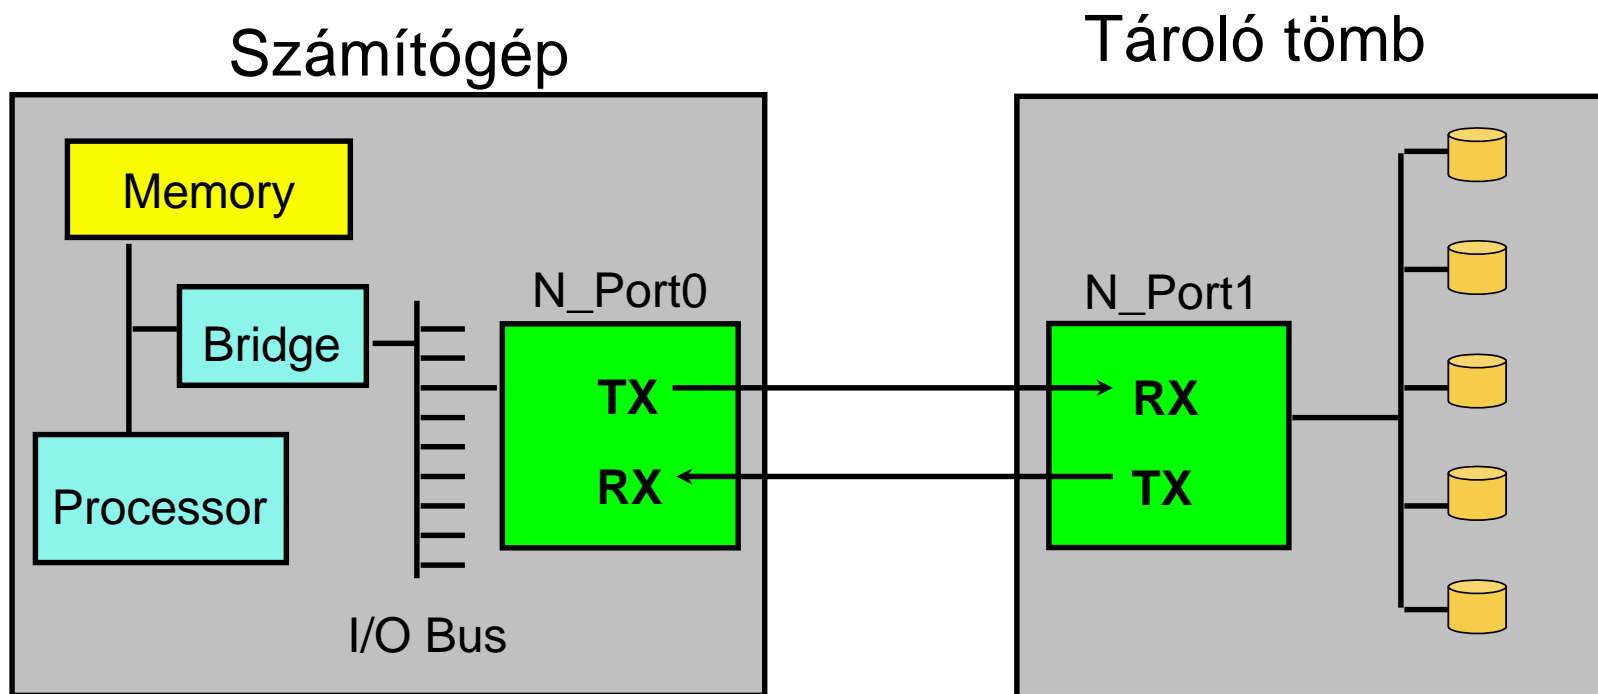 Számítógép
Tároló tömb
Memory
N_Port0
N_Port1
Bridge
TX
RX
Processor
RX
TX
I/O Bus